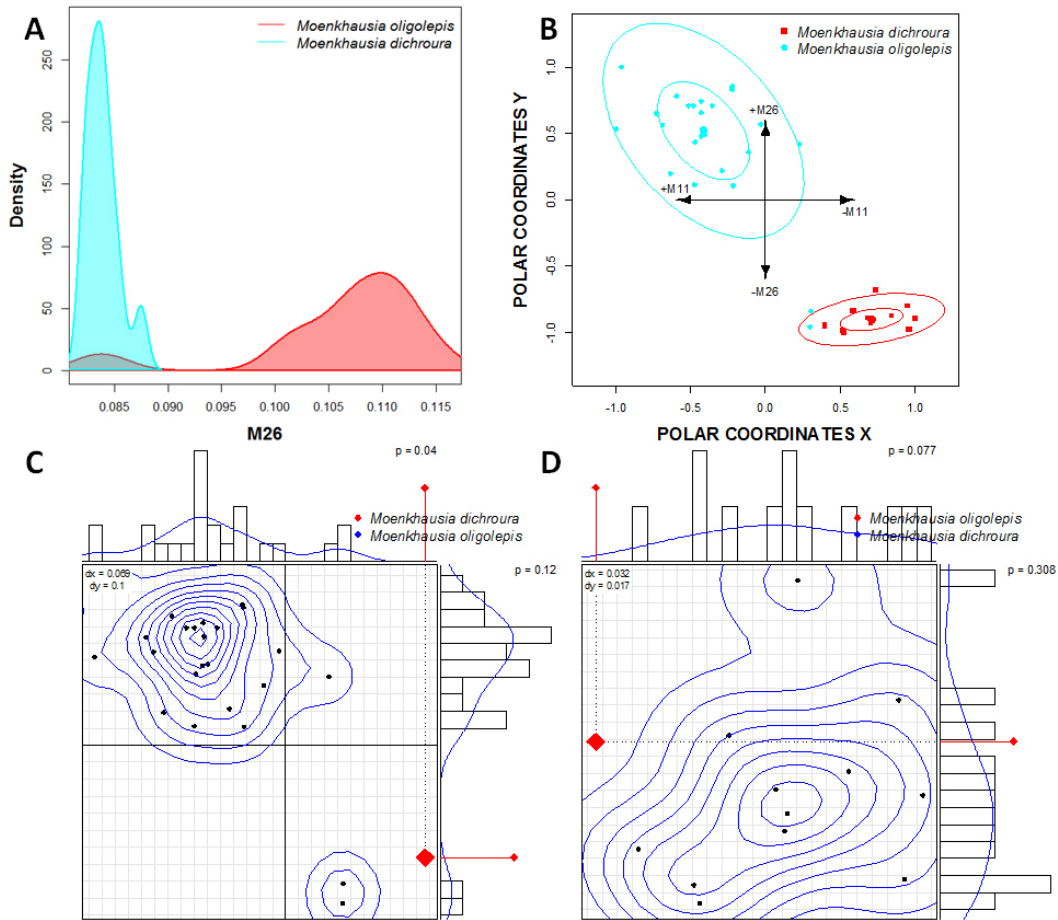 A
Moenkhausia oligolepis
Moenkhausia dichroura
Density
0 50 100 150 200 250
0.085 0.090 0.095 0.100 0.105 0.110 0.115
M26
B
Moenkhausia dichroura
Moenkhausia oligolepis
POLAR COORDINATES Y
1.0
0.5
0.0
-0.5
-1.0
+M26
+M11
-M11
-M26
-1.0 -0.5 0.0 0.5 1.0
POLAR COORDINATES X
C
p = 0.04
Moenkhausia dichroura
Moenkhausia oligolepis
p = 0.12
dx = 0.069
dy = 0.1
D
p = 0.077
Moenkhausia oligolepis
Moenkhausia dichroura
p = 0.308
dx = 0.032
dy = 0.017